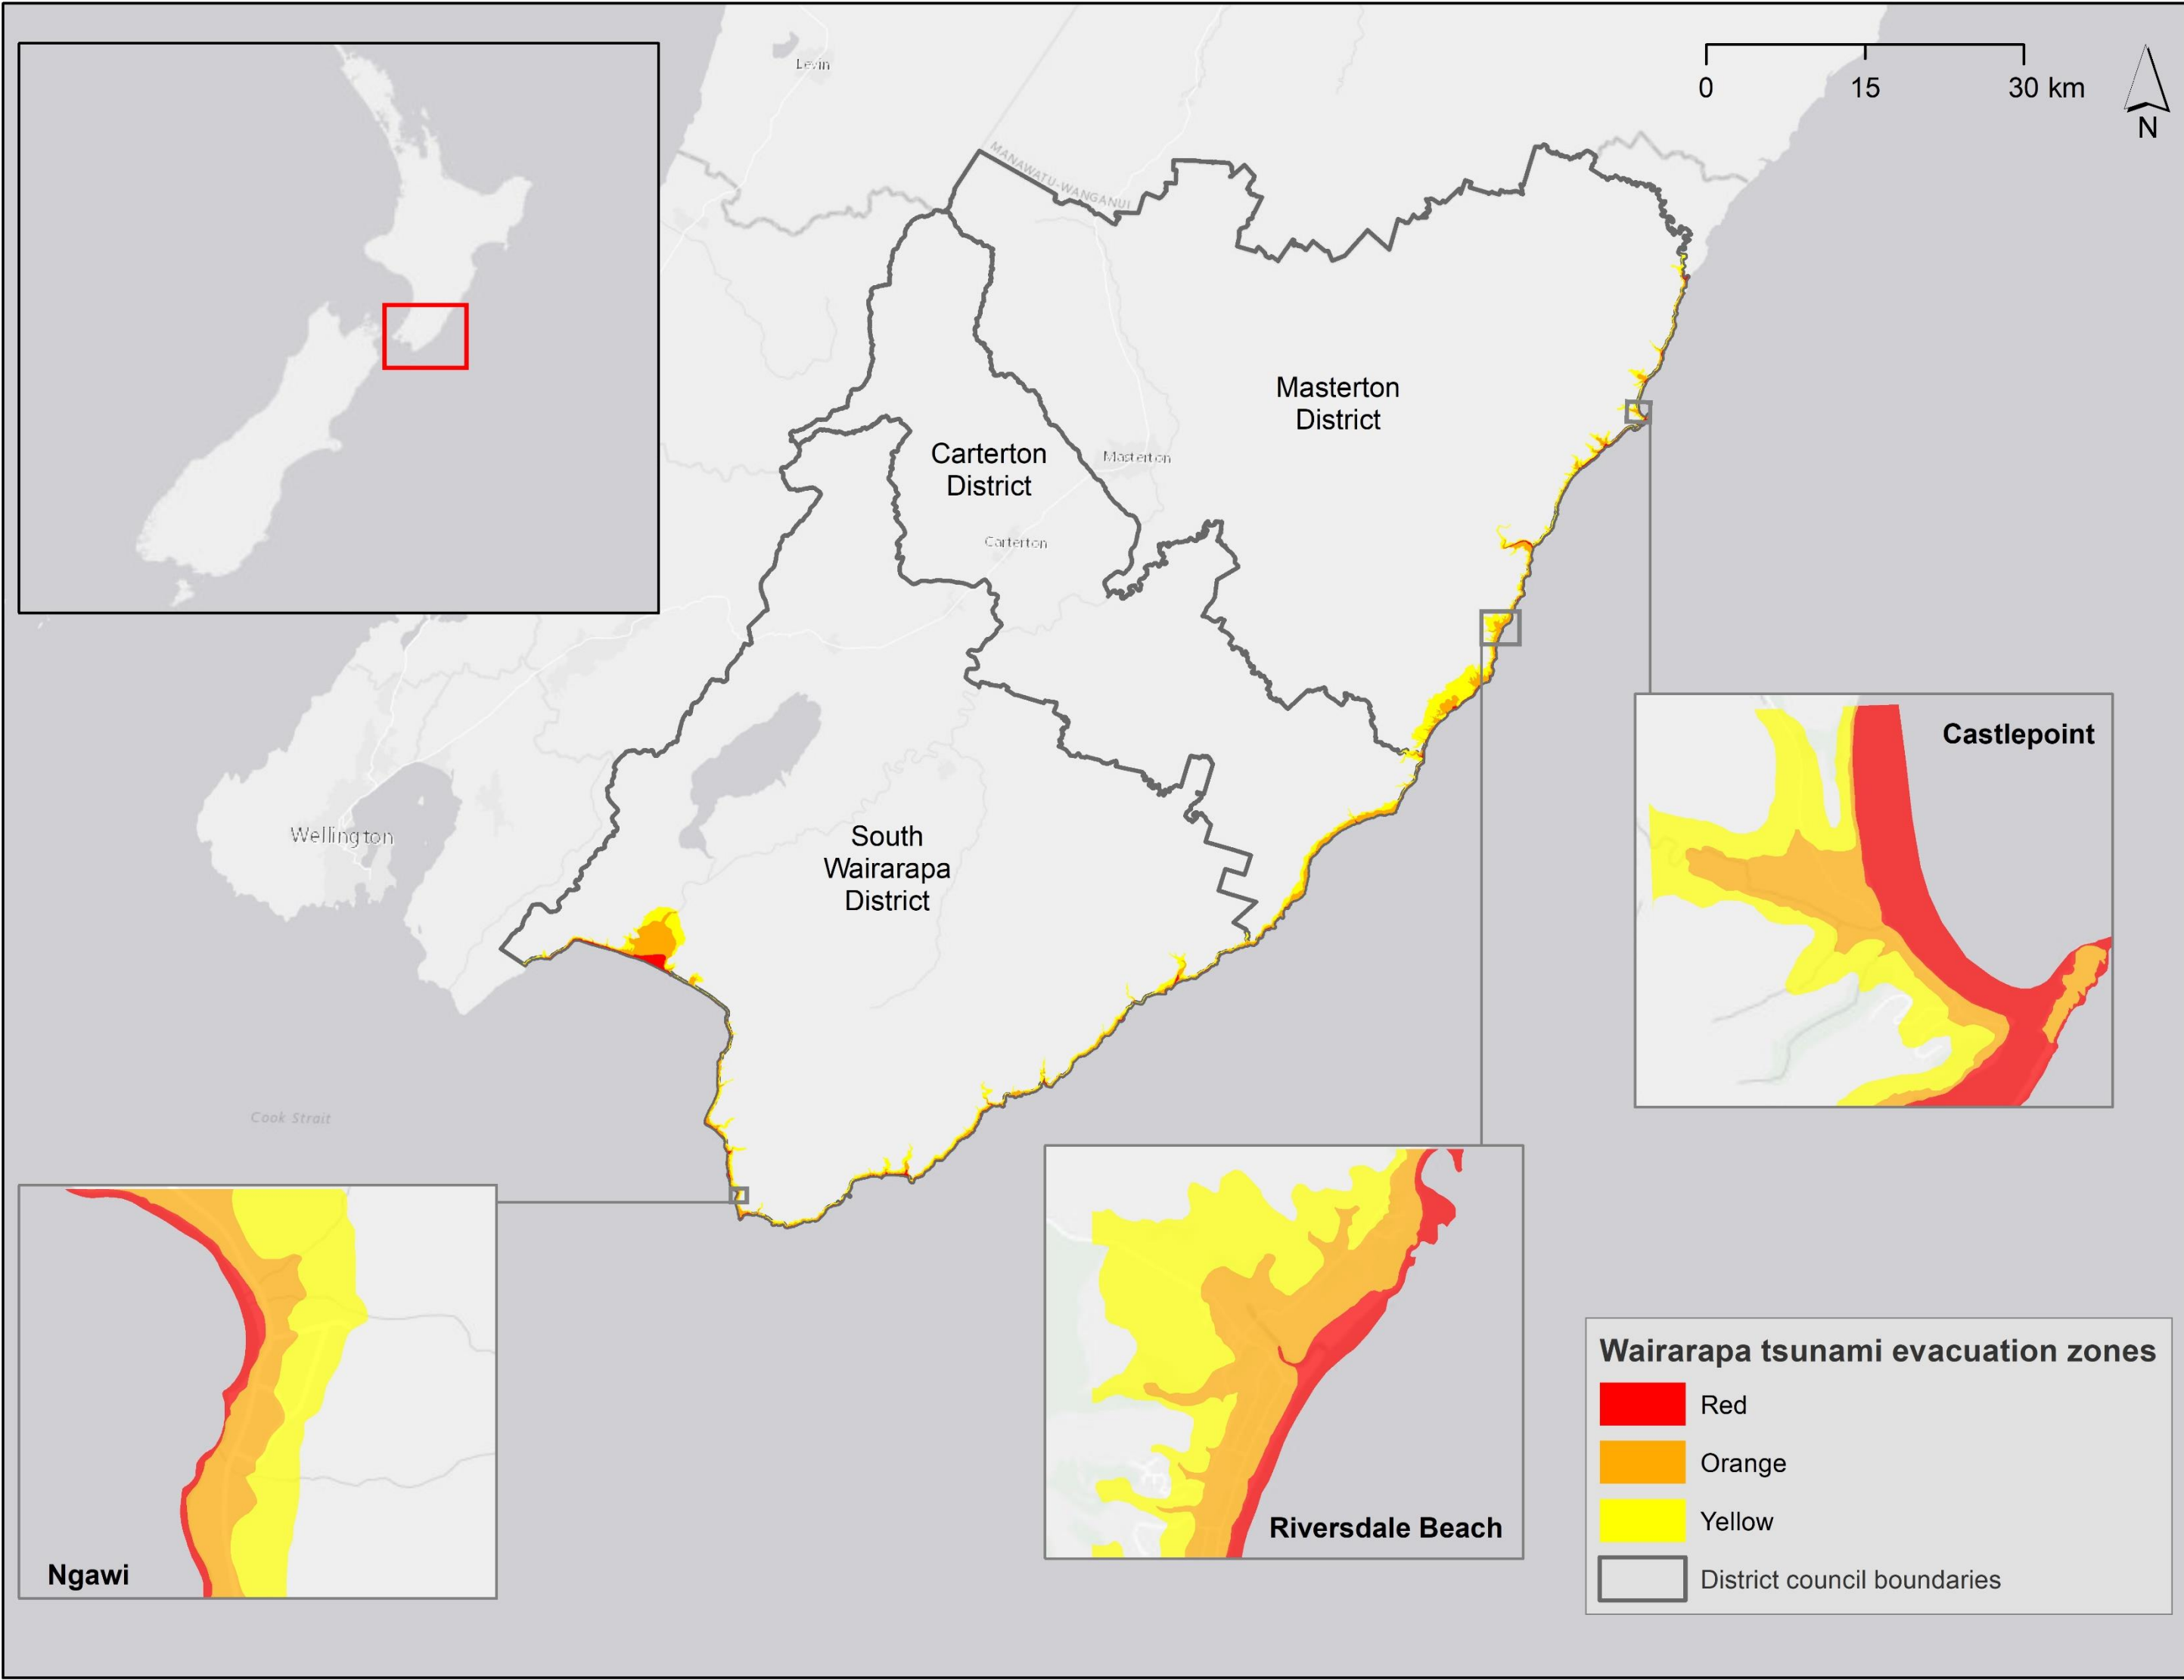 Levin
0 15 30 km
N
MANAWATU-WANGANUI
Masterton
District
Carterton
District
Masterton
Carterton
Castlepoint
Wellington
South
Wairarapa
District
Cook Strait
Ngawi
Riversdale Beach
Wairarapa tsunami evacuation zones
Red
Orange
Yellow
District council boundaries